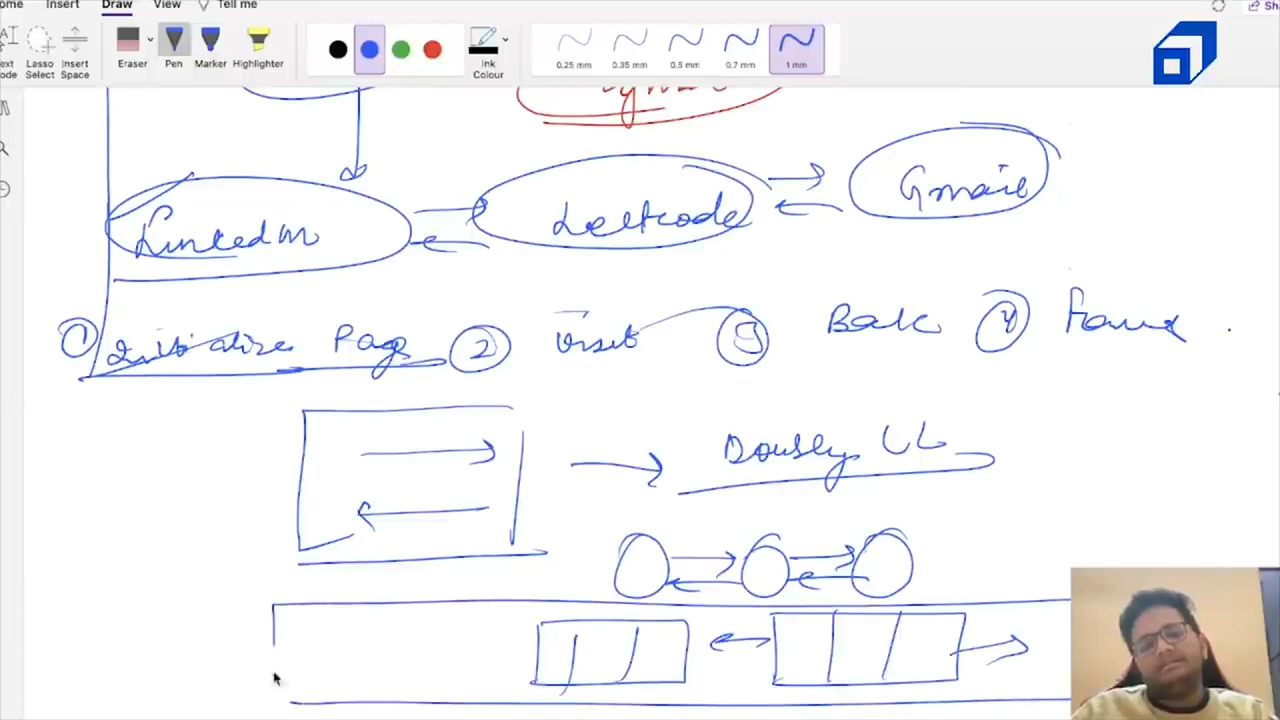 ome Insert Draw View Tell me Sha
Text Mode Lasso Select Insert Space Eraser Pen Marker Highlighter Ink Colour 0.25 mm 0.35 mm 0.5 mm 0.7 mm 1 mm
LinkedIn Leetcode Gmail
① Initialize Page ② Visit ③ Back ④
Doubly LL